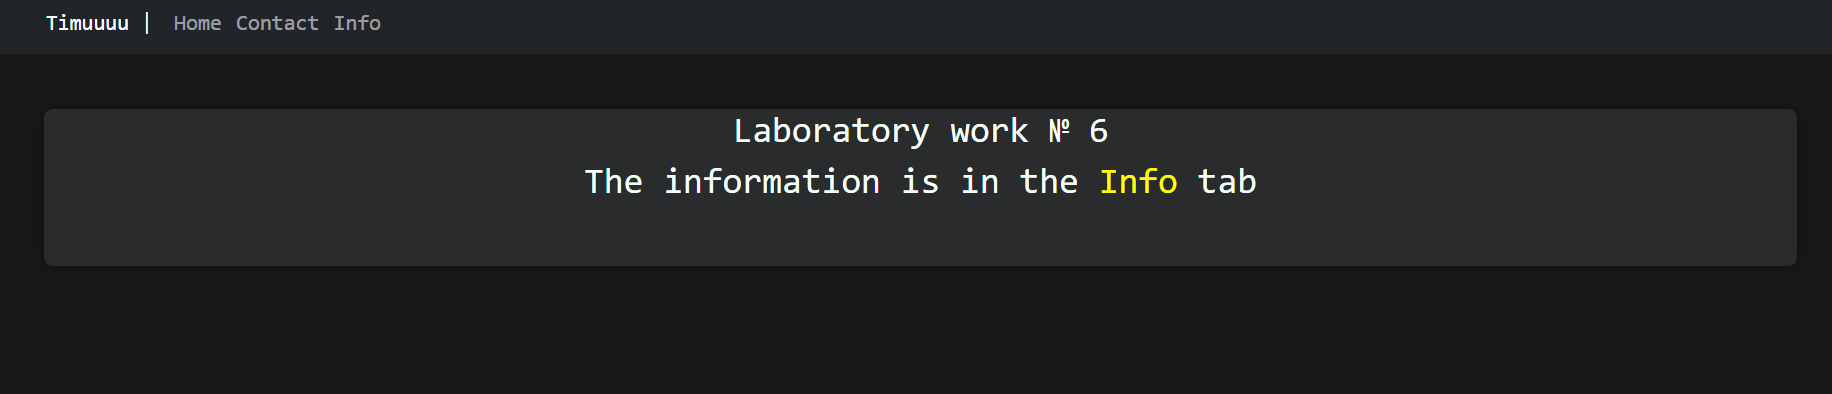 Timuuuu | Home Contact Info
Laboratory work № 6
The information is in the Info tab